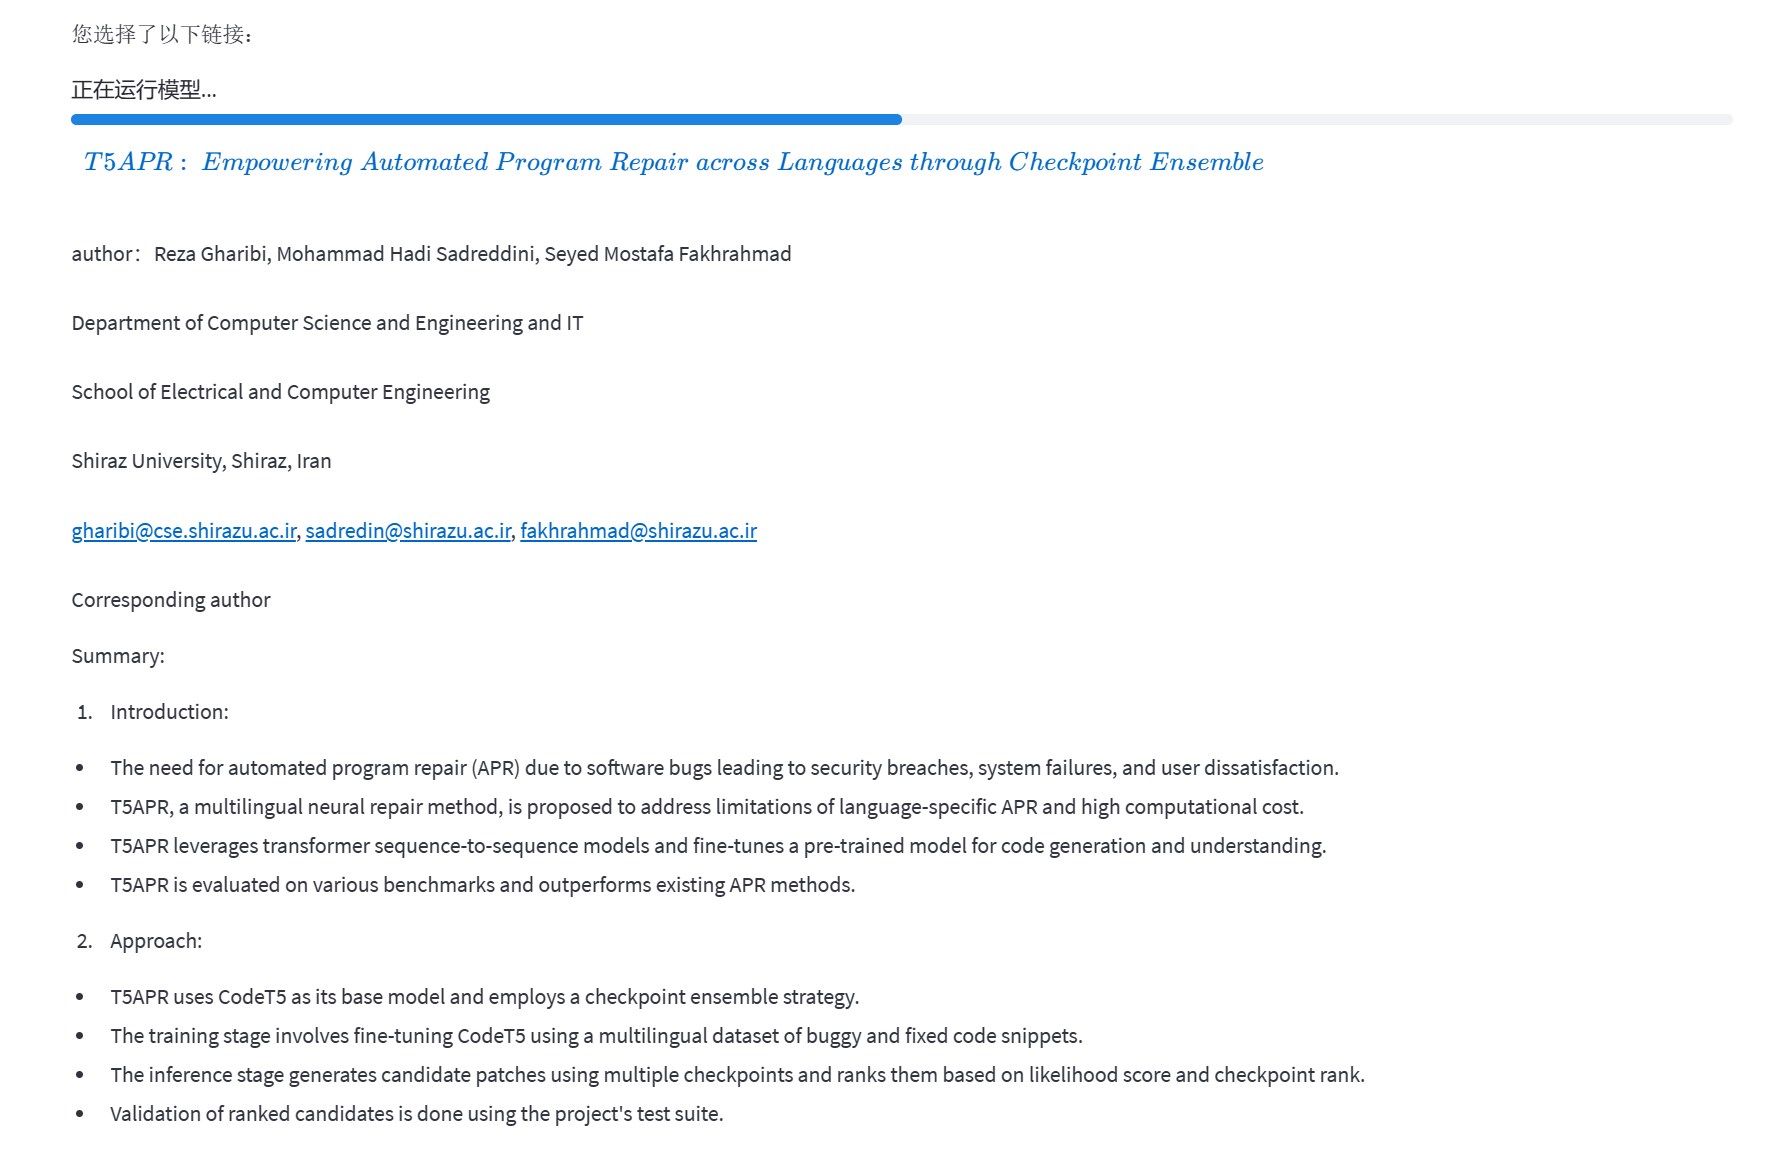 您选择了以下链接：
正在运行模型...
T5APR: Empowering Automated Program Repair across Languages through Checkpoint Ensemble
author：Reza Gharibi, Mohammad Hadi Sadreddini, Seyed Mostafa Fakhrahmad
Department of Computer Science and Engineering and IT
School of Electrical and Computer Engineering
Shiraz University, Shiraz, Iran
gharibi@cse.shirazu.ac.ir, sadredin@shirazu.ac.ir, fakhrahmad@shirazu.ac.ir
Corresponding author
Summary:
1. Introduction:
• The need for automated program repair (APR) due to software bugs leading to security breaches, system failures, and user dissatisfaction.
• T5APR, a multilingual neural repair method, is proposed to address limitations of language-specific APR and high computational cost.
• T5APR leverages transformer sequence-to-sequence models and fine-tunes a pre-trained model for code generation and understanding.
• T5APR is evaluated on various benchmarks and outperforms existing APR methods.
2. Approach:
• T5APR uses CodeT5 as its base model and employs a checkpoint ensemble strategy.
• The training stage involves fine-tuning CodeT5 using a multilingual dataset of buggy and fixed code snippets.
• The inference stage generates candidate patches using multiple checkpoints and ranks them based on likelihood score and checkpoint rank.
• Validation of ranked candidates is done using the project's test suite.